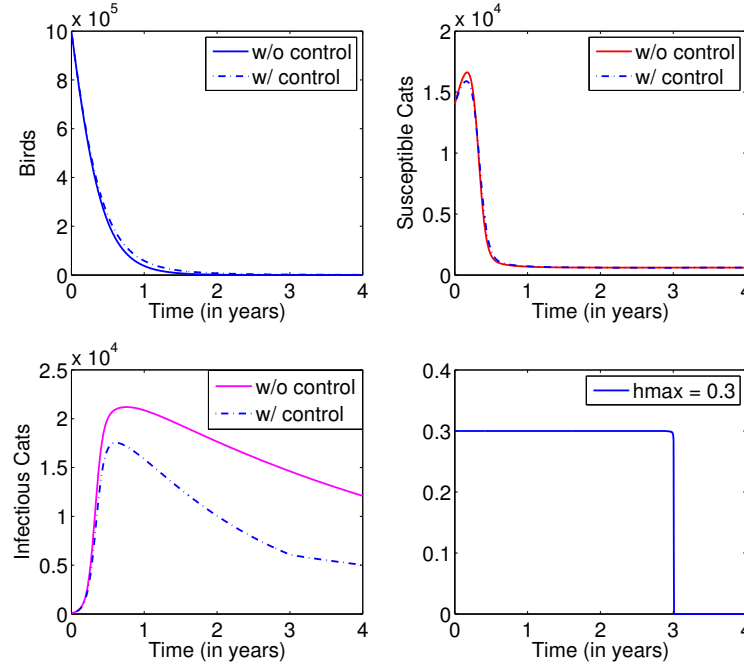 x 10^5
10
8
6
4
2
0
Birds
w/o control
w/ control
0 1 2 3 4
Time (in years)
x 10^4
2
1.5
1
0.5
0
Susceptible Cats
w/o control
w/ control
0 1 2 3 4
Time (in years)
x 10^4
2.5
2
1.5
1
0.5
0
Infectious Cats
w/o control
w/ control
0 1 2 3 4
Time (in years)
0.4
0.3
0.2
0.1
0
hmax = 0.3
0 1 2 3 4
Time (in years)